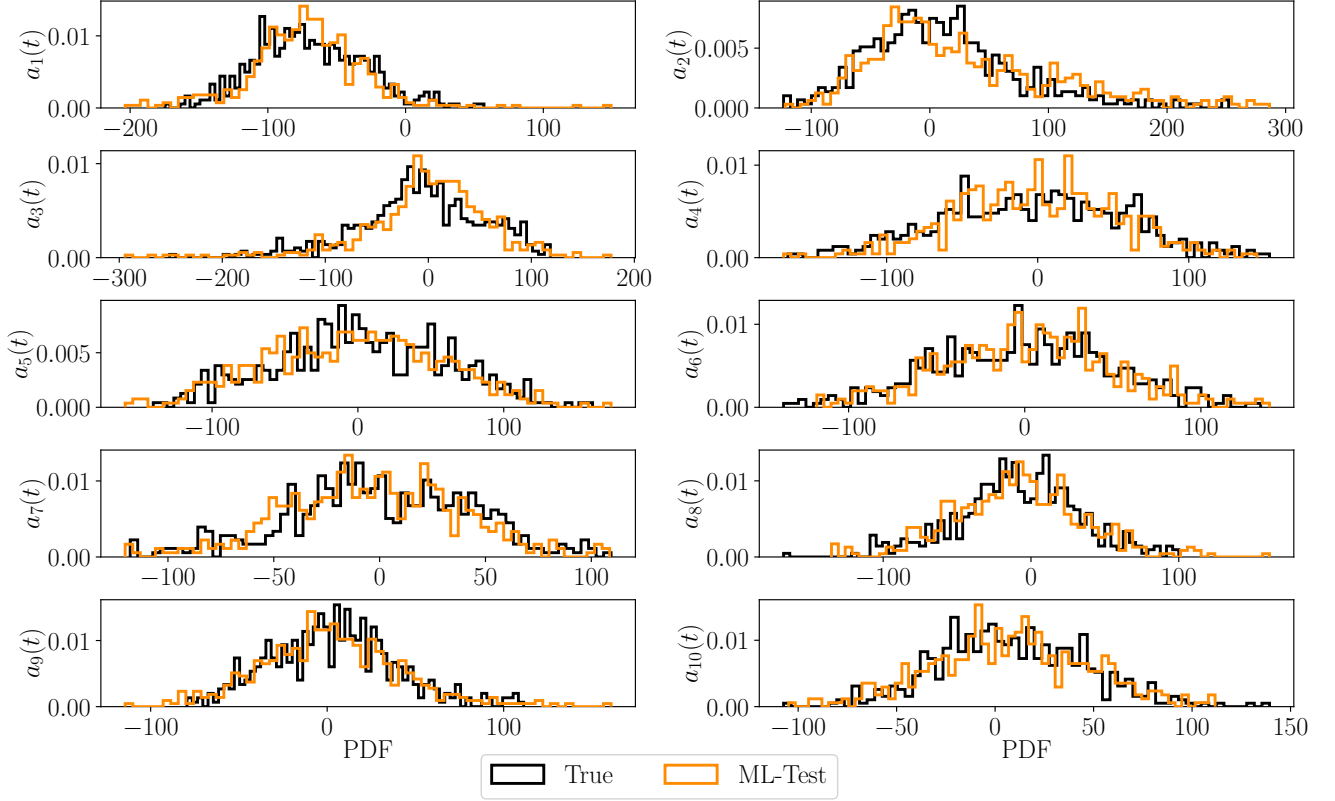 a₁(t)
0.01
0.00
−200 −100 0 100
a₂(t)
0.005
0.000
−100 0 100 200 300
a₃(t)
0.01
0.00
−300 −200 −100 0 100 200
a₄(t)
0.01
0.00
−100 0 100
a₅(t)
0.005
0.000
−100 0 100
a₆(t)
0.01
0.00
−100 0 100
a₇(t)
0.01
0.00
−100 −50 0 50 100
a₈(t)
0.01
0.00
−100 0 100
a₉(t)
0.01
0.00
−100 0 100
PDF
a₁₀(t)
0.01
0.00
−100 −50 0 50 100 150
PDF
True ML-Test